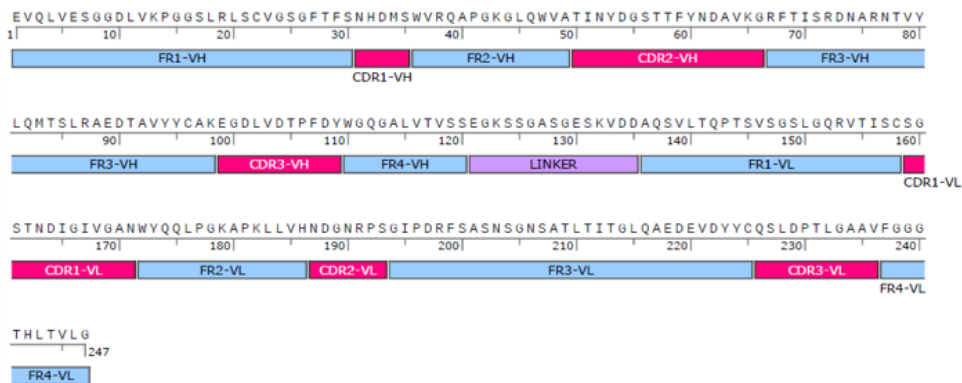 EVQLVESGGDLVKPGGSLRLSCVGSGFTFSNHDMSWVRQAPGKGLQWVATINYDGSTTFYNDAVKGRFTISRDNARNTVY
1 10 20 30 40 50 60 70 80
FR1-VH CDR1-VH FR2-VH CDR2-VH FR3-VH
LQMTSLRAEDTAVYYCAKEGDLVDTPFDYWGQGALVTVSSEGKSSGASGESKVDDAQSVLTQPTSVSGSLGQRVTISCSG
90 100 110 120 130 140 150 160
FR3-VH CDR3-VH FR4-VH LINKER FR1-VL CDR1-VL
STNDIGIVGANWYQQLPGKAPKLLVHNDGNRPSGIPDRFSASNSGNSATLTITGLQAEDEVDYYCQSLDPTLGAAVFGGG
170 180 190 200 210 220 230 240
CDR1-VL FR2-VL CDR2-VL FR3-VL CDR3-VL FR4-VL
THLTVLG
247
FR4-VL